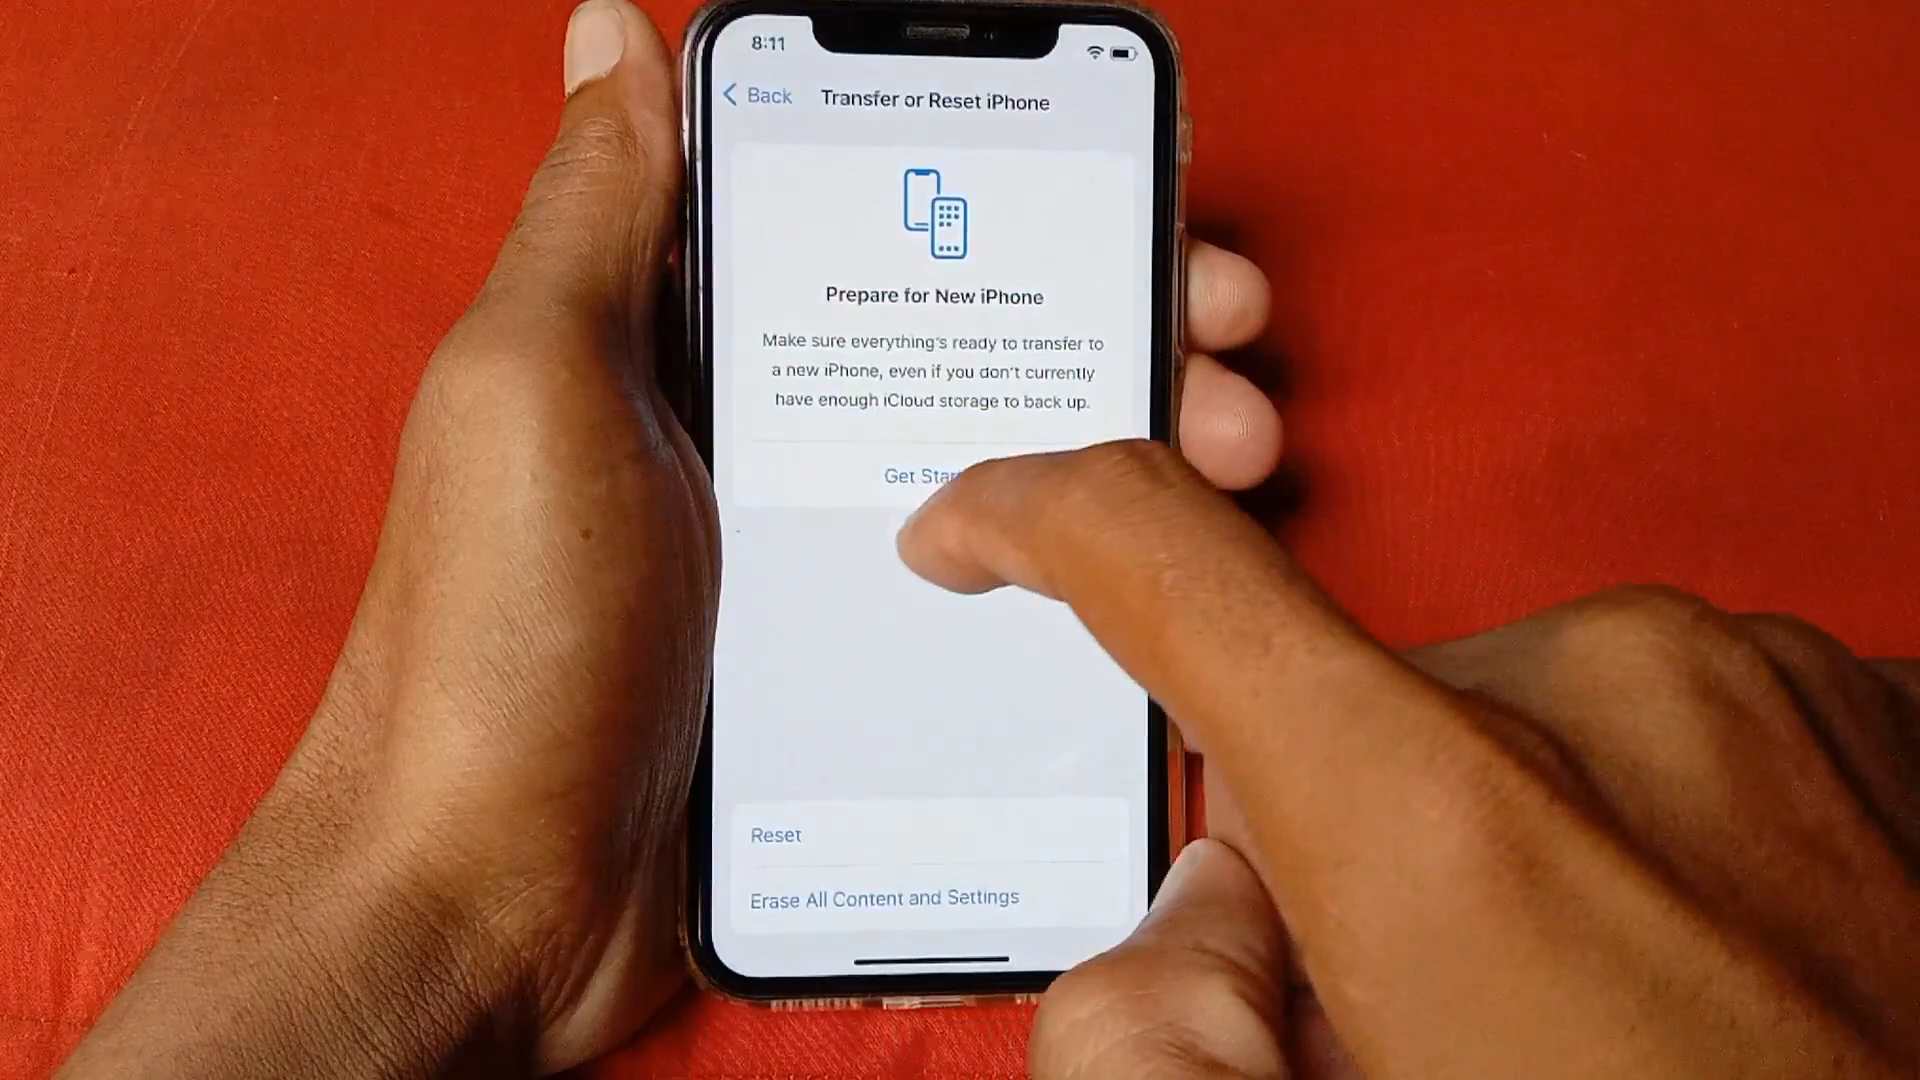 8:11
Back Transfer or Reset iPhone
Prepare for New iPhone
Make sure everything's ready to transfer to
a new iPhone, even if you don't currently
have enough iCloud storage to back up.
Get
Reset
Erase All Content and Settings